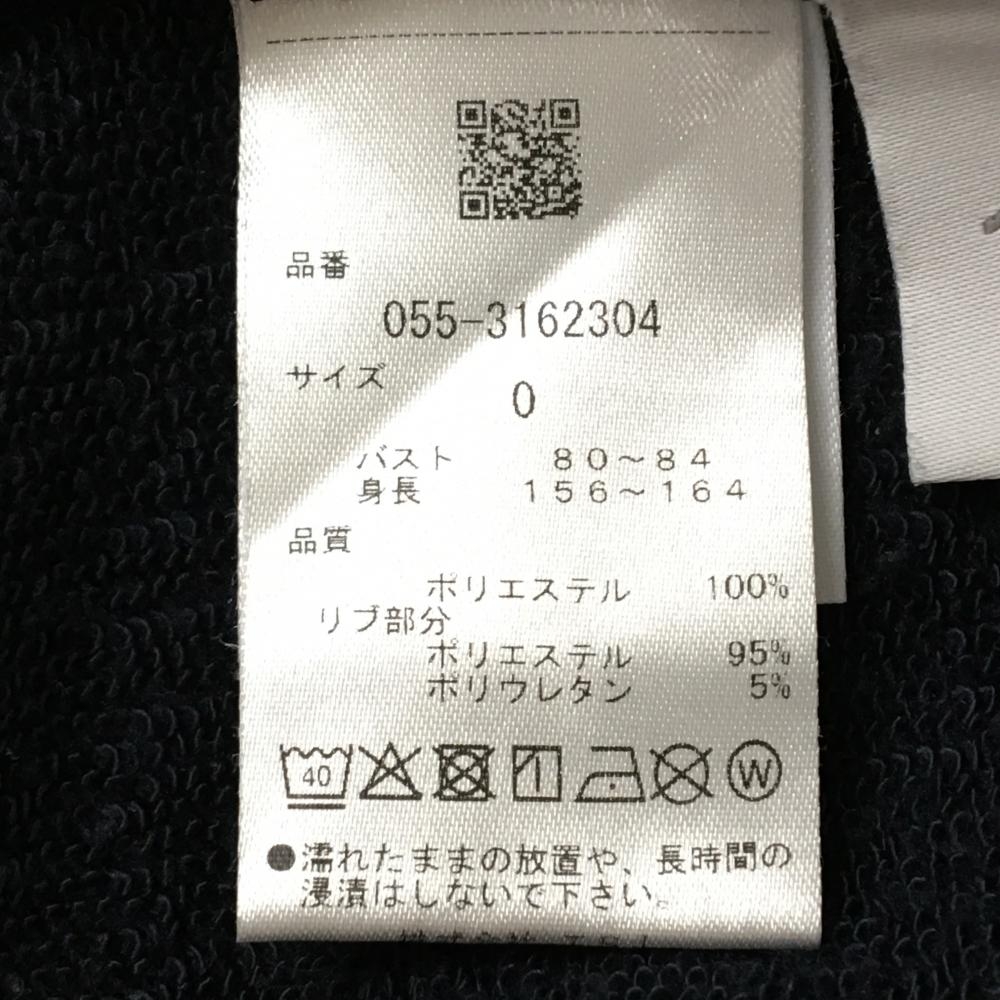 品番
055-3162304
サイズ
0
バスト 80〜84
身長 156〜164
品質
ポリエステル 100%
リブ部分
ポリエステル 95%
ポリウレタン 5%
40 W
●濡れたままの放置や、長時間の
浸漬はしないで下さい。